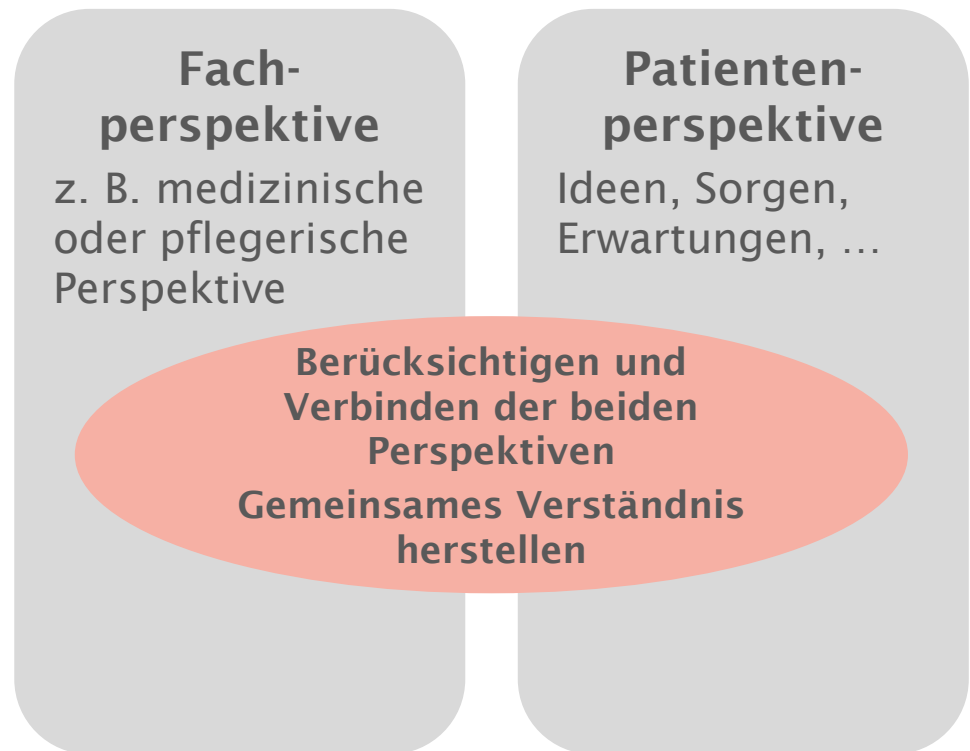 Fach-
perspektive
z. B. medizinische
oder pflegerische
Perspektive
Patienten-
perspektive
Ideen, Sorgen,
Erwartungen, …
Berücksichtigen und
Verbinden der beiden
Perspektiven
Gemeinsames Verständnis
herstellen